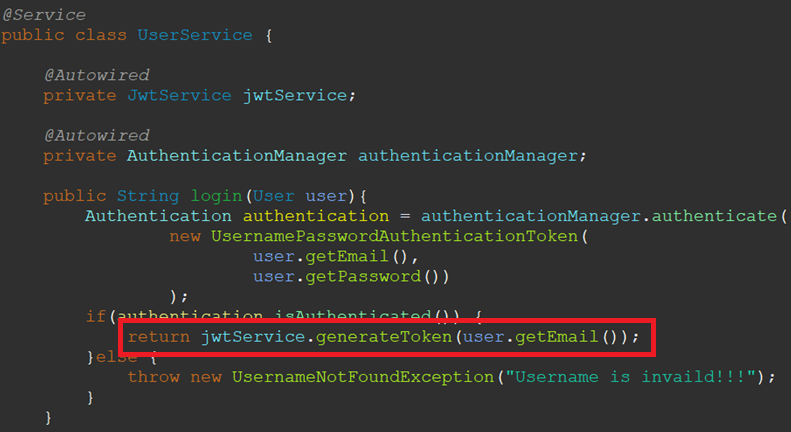 @Service
public class UserService {
@Autowired
private JwtService jwtService;
@Autowired
private AuthenticationManager authenticationManager;
public String login(User user){
Authentication authentication = authenticationManager.authenticate(
new UsernamePasswordAuthenticationToken(
user.getEmail(),
user.getPassword())
);
if(authentication.isAuthenticated()) {
return jwtService.generateToken(user.getEmail());
}else {
throw new UsernameNotFoundException("Username is invaild!!!");
}
}